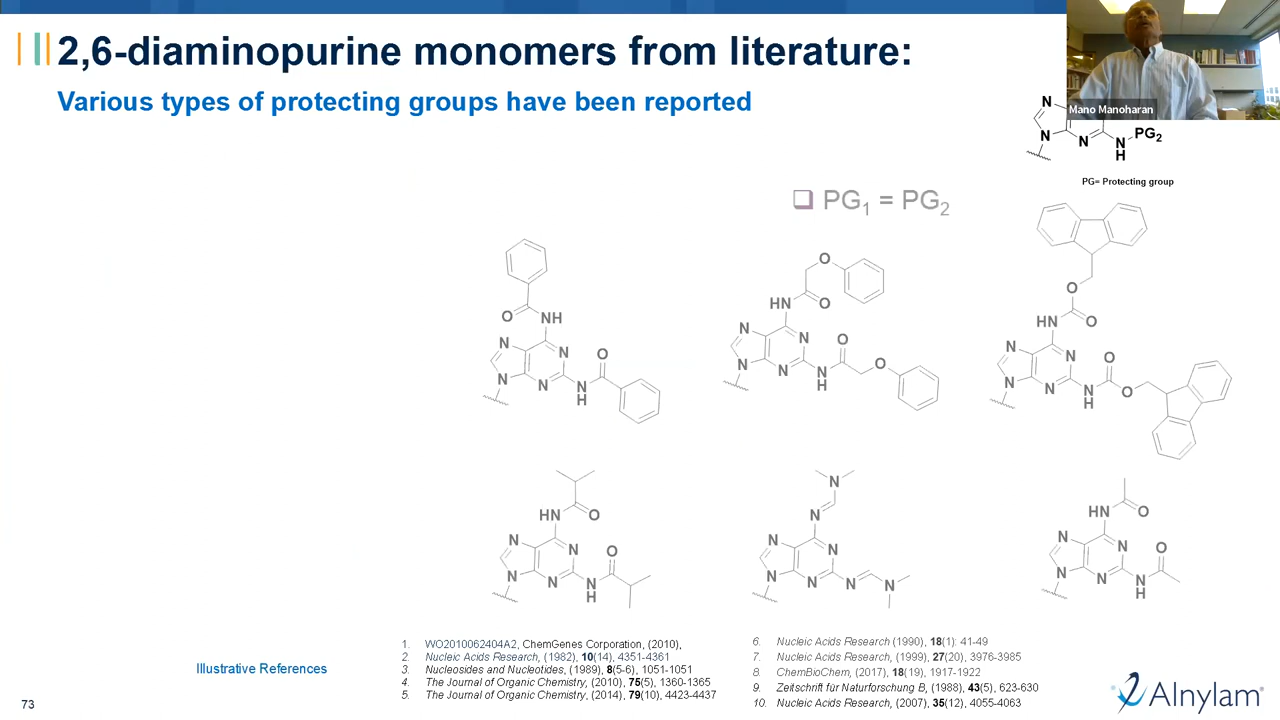 2,6-diaminopurine monomers from literature:
Various types of protecting groups have been reported
Mano Manoharan
N
N
N
N
H
PG2
PG= Protecting group
❑ PG1 = PG2
O
NH
N
N
N
N
O
N
H
O
O
HN
N
N
N
N
O
O
N
H
O
O
HN
N
N
N
N
O
O
N
H
HN
O
N
N
N
N
O
N
H
N
N
N
N
N
N
N
N
HN
O
N
N
N
N
O
N
H
Illustrative References
1. WO2010062404A2, ChemGenes Corporation, (2010),
2. Nucleic Acids Research, (1982), 10(14), 4351-4361
3. Nucleosides and Nucleotides, (1989), 8(5-6), 1051-1051
4. The Journal of Organic Chemistry, (2010), 75(5), 1360-1365
5. The Journal of Organic Chemistry, (2014), 79(10), 4423-4437
6. Nucleic Acids Research (1990), 18(1): 41-49
7. Nucleic Acids Research, (1999), 27(20), 3976-3985
8. ChemBioChem, (2017), 18(19), 1917-1922
9. Zeitschrift für Naturforschung B, (1988), 43(5), 623-630
10. Nucleic Acids Research, (2007), 35(12), 4055-4063
73
Alnylam